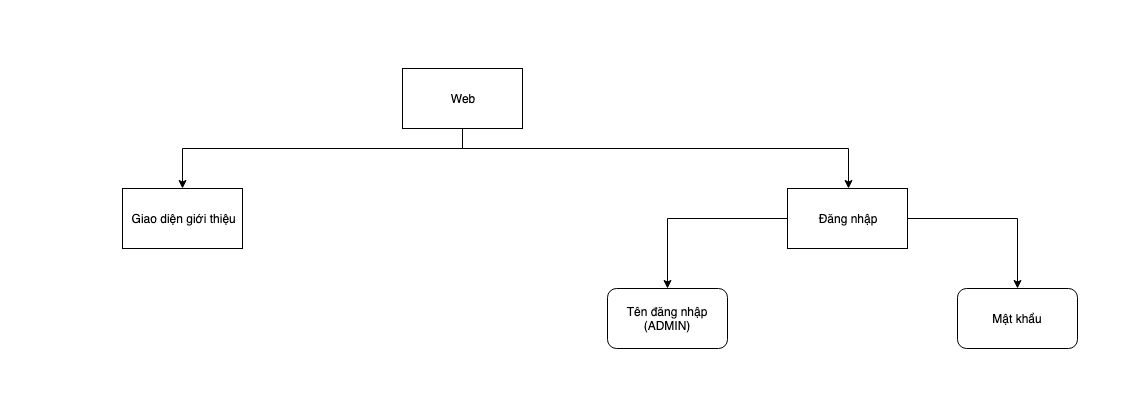 Web
Giao diện giới thiệu
Đăng nhập
Tên đăng nhập
(ADMIN)
Mật khẩu